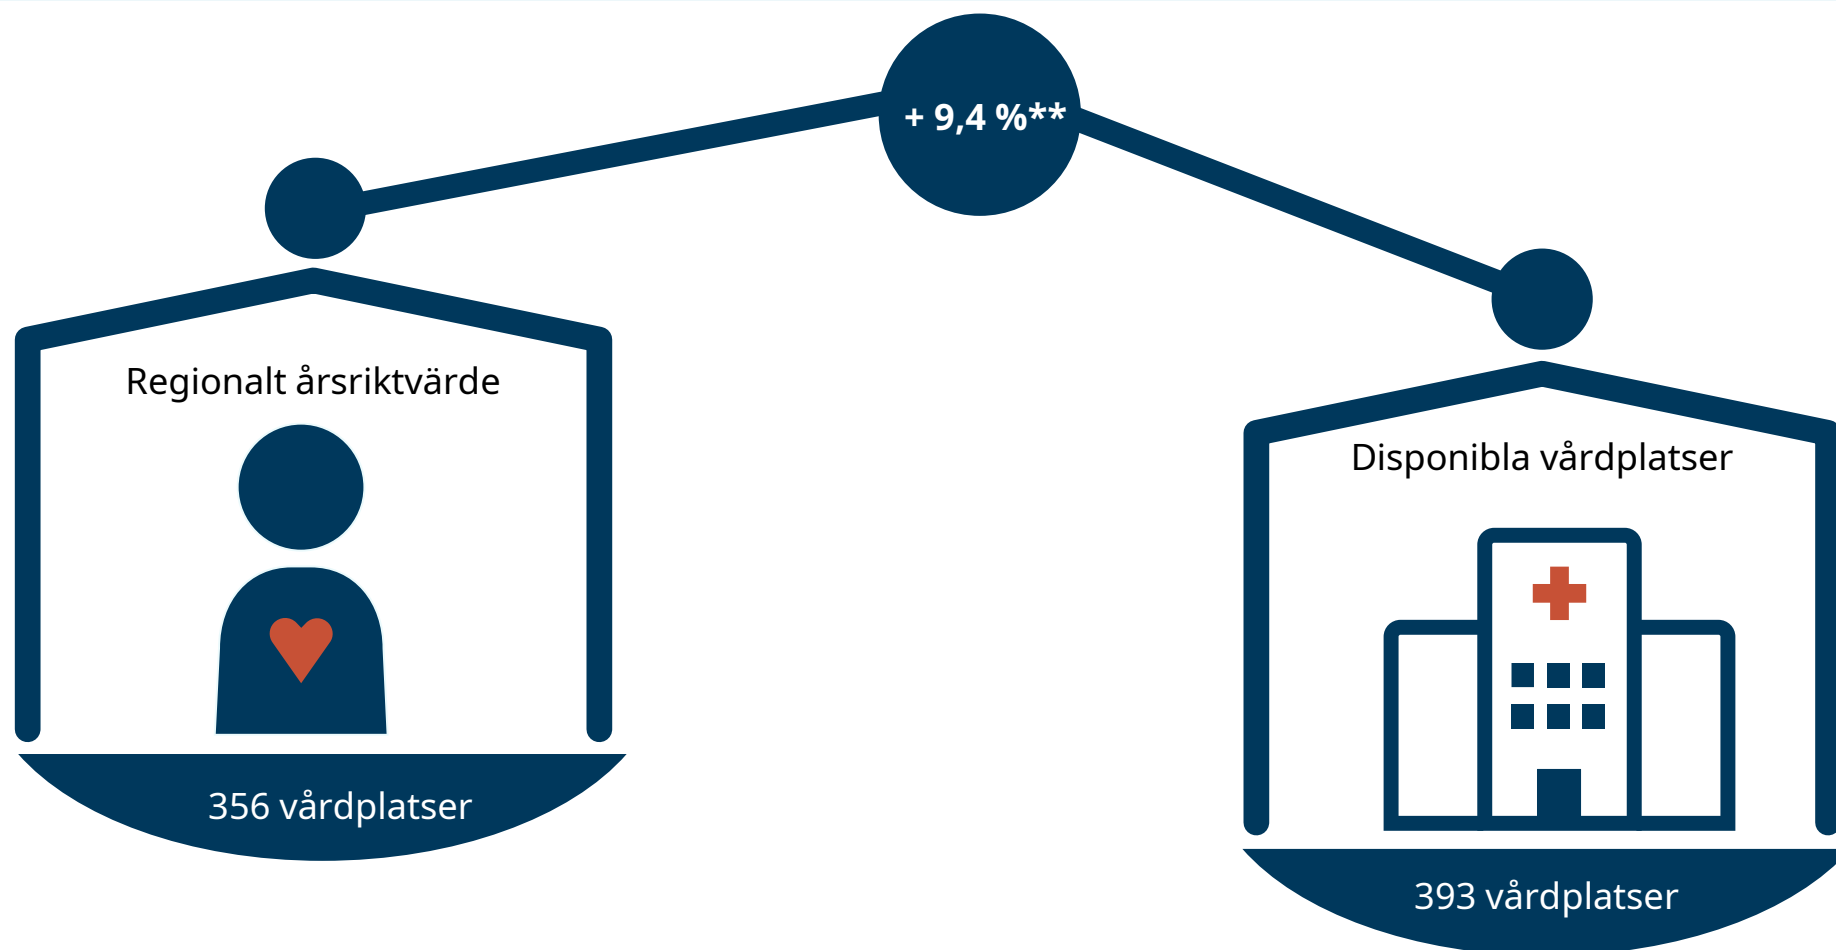 + 9,4 %**
Regionalt årsriktvärde
356 vårdplatser
Disponibla vårdplatser
393 vårdplatser